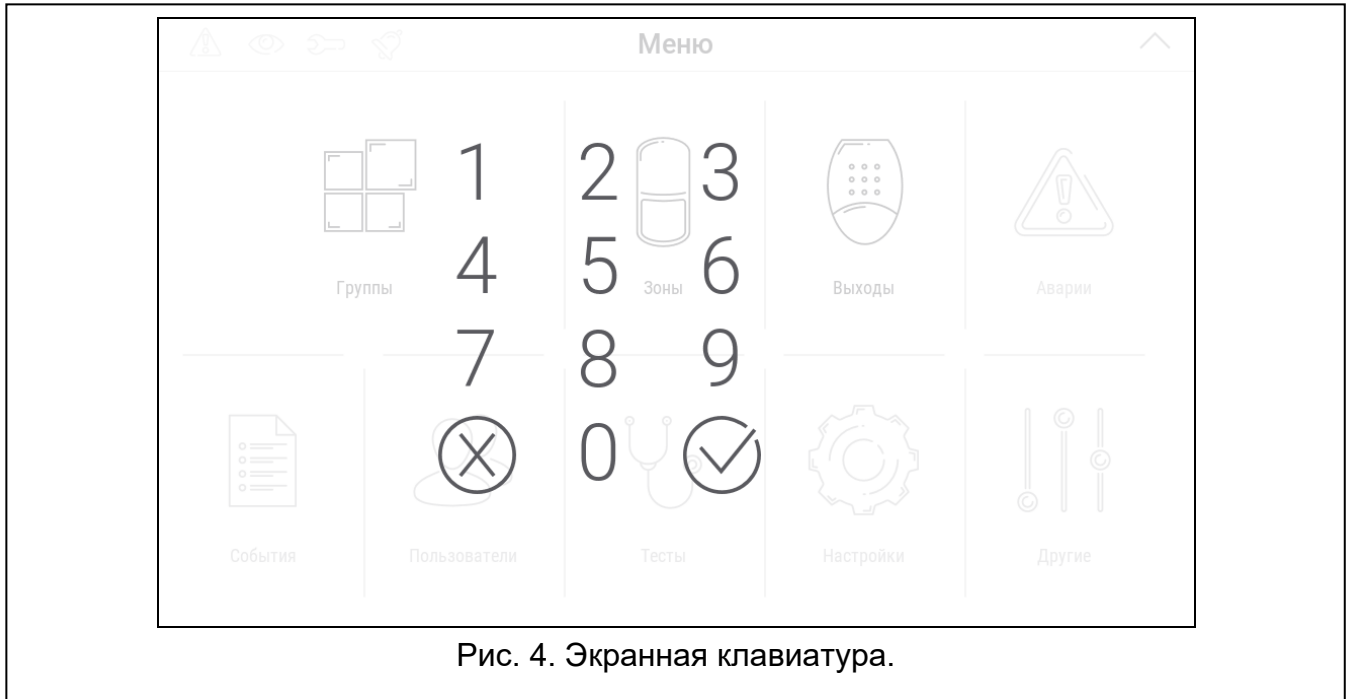 Меню
1 2 3
4 5 6
Группы Зоны Выходы Аварии
7 8 9
0
События Пользователи Тесты Настройки Другие
Рис. 4. Экранная клавиатура.